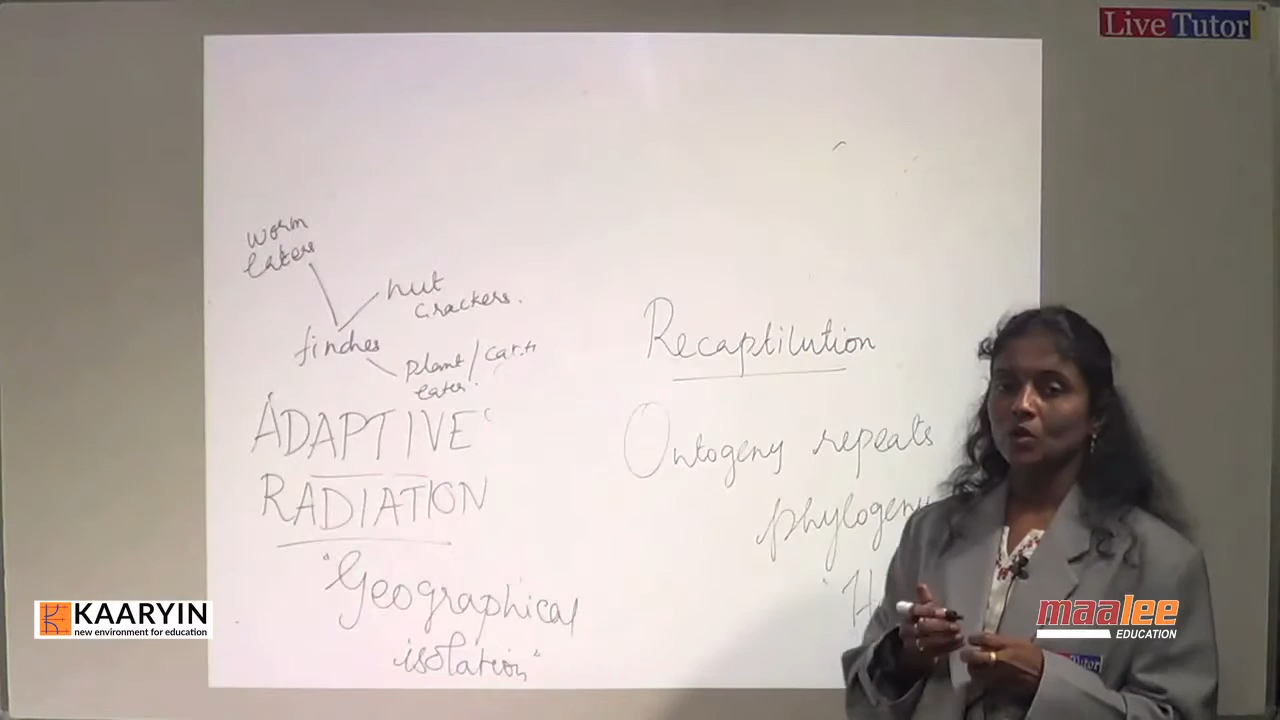 Live Tutor
worm
eaters
nut
crackers.
finches
plant/
eater.
ADAPTIVE
RADIATION
"Geographical
isolation"
Recaptilution
Ontogeny repeats
phylogeny
KAARYIN
new environment for education
maalee
EDUCATION